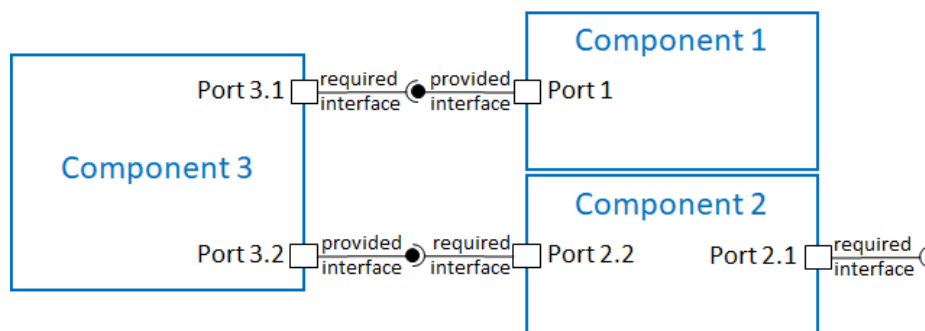 Component 1
Port 3.1
required
interface
provided
interface
Port 1
Component 3
Component 2
Port 3.2
provided
interface
required
interface
Port 2.2
Port 2.1
required
interface